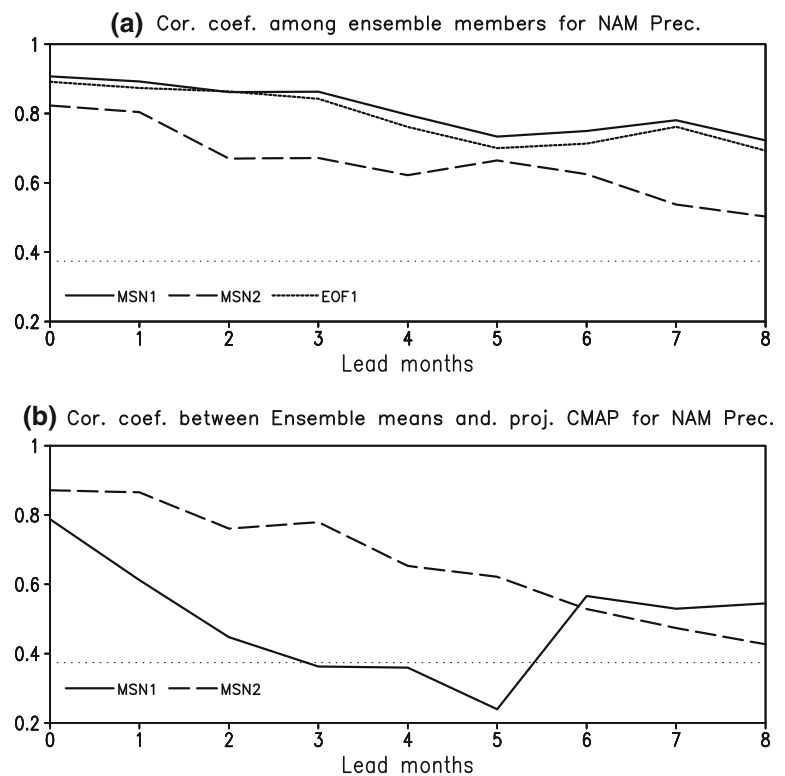 (a) Cor. coef. among ensemble members for NAM Prec.
1
0.8
0.6
0.4
0.2
MSN1 MSN2 EOF1
0 1 2 3 4 5 6 7 8
Lead months
(b) Cor. coef. between Ensemble means and. proj. CMAP for NAM Prec.
1
0.8
0.6
0.4
0.2
MSN1 MSN2
0 1 2 3 4 5 6 7 8
Lead months